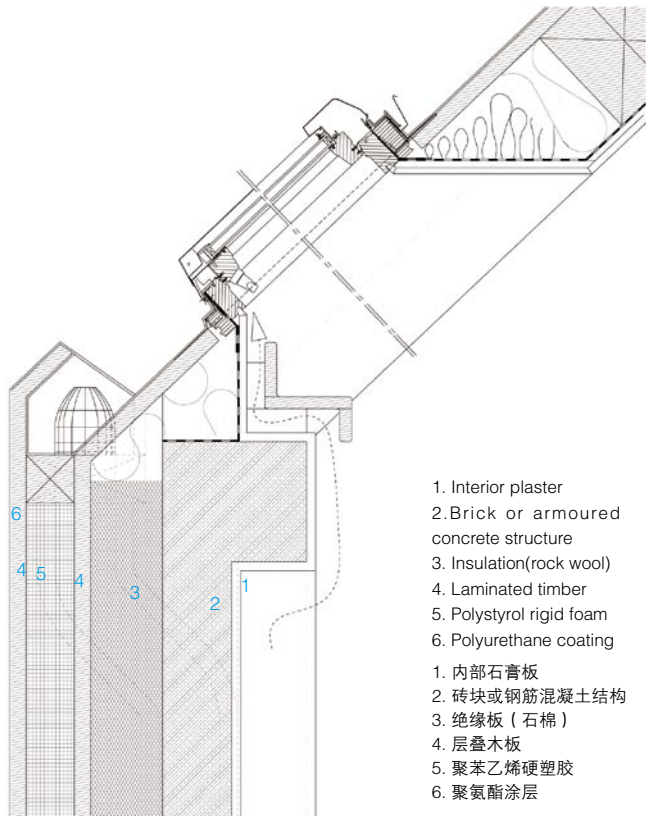 1. Interior plaster
2.Brick or armoured
concrete structure
3. Insulation(rock wool)
4. Laminated timber
5. Polystyrol rigid foam
6. Polyurethane coating
1. 内部石膏板
2. 砖块或钢筋混凝土结构
3. 绝缘板（石棉）
4. 层叠木板
5. 聚苯乙烯硬塑胶
6. 聚氨酯涂层
6
4 5 4 3 2 1